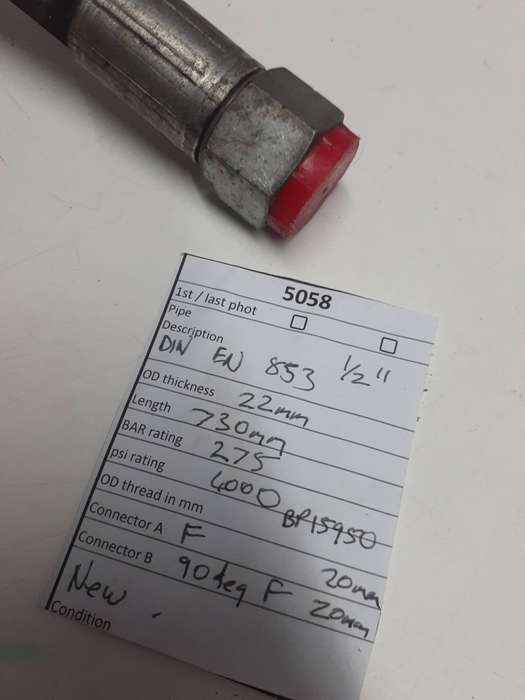 5058
1st / last phot
Pipe
Description
DIN EN 853 1/2"
OD thickness 22mm
Length 730mm
BAR rating 275
psi rating 4000
OD thread in mm BP15950
Connector A F 20mm
Connector B 90deg F 20mm
New
Condition